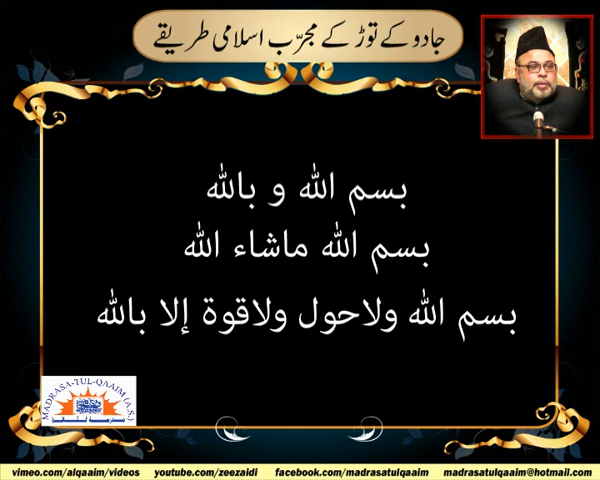 جادو کے توڑ کے مجرّب اسلامی طریقے
بسم الله و بالله
بسم الله ماشاء الله
بسم الله ولاحول ولاقوة إلا بالله
MADRASA-TUL-QAAIM (A.S.)
vimeo.com/alqaaim/videos youtube.com/zeezaidi facebook.com/madrasatulqaaim madrasatulqaaim@hotmail.com